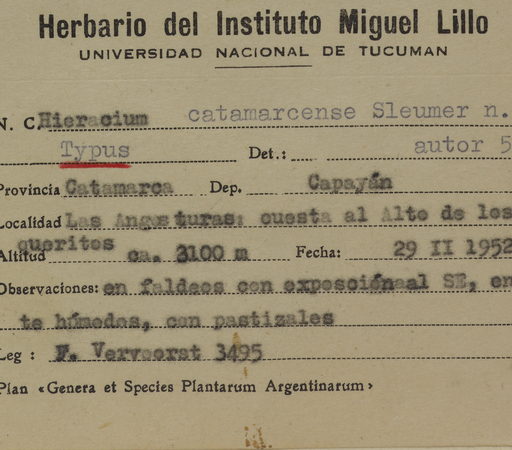 Herbario del Instituto Miguel Lillo
UNIVERSIDAD NACIONAL DE TUCUMAN
N. C. Hieracium catamarcense Sleumer n.
Typus Det.: autor 5
Provincia Catamarca Dep. Capayán
Localidad Las Angosturas: cuesta al Alto de los
queritos
Altitud ca. 3100 m Fecha: 29 II 1952
Observaciones: en faldeos con exposciónaal SE, en
te húmedos, con pastizales
Leg : F. Vervoorst 3495
Plan «Genera et Species Plantarum Argentinarum»